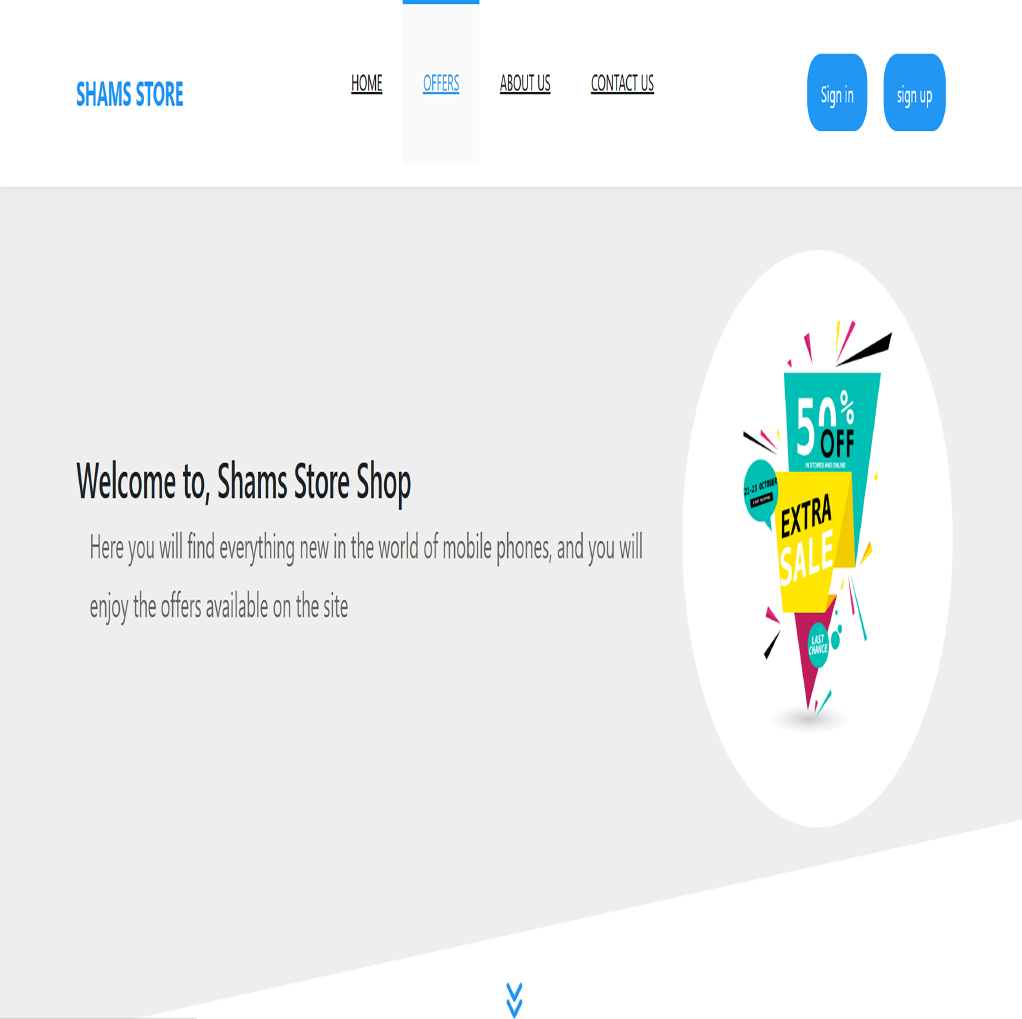 SHAMS STORE
HOME
OFFERS
ABOUT US
CONTACT US
Sign in
sign up
Welcome to, Shams Store Shop
Here you will find everything new in the world of mobile phones, and you will
enjoy the offers available on the site
50%
OFF
IN STORES AND ONLINE
21-23 OCTOBER
EXTRA
SALE
LAST
CHANCE